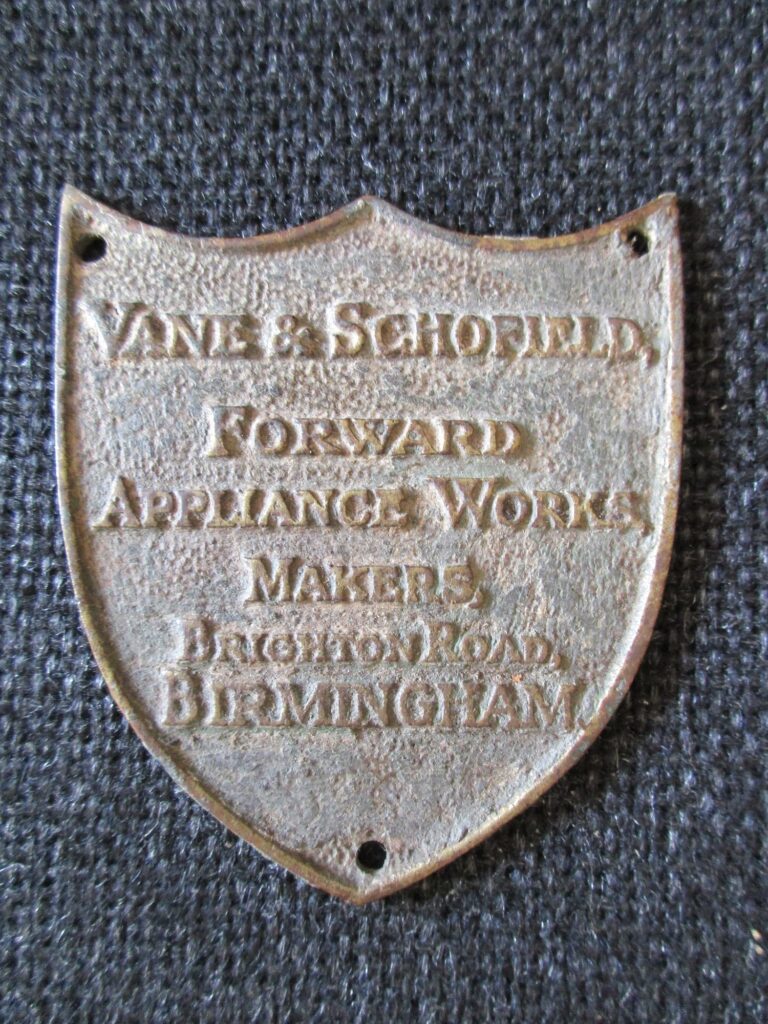 VANE & SCHOFIELD,
FORWARD
APPLIANCE WORKS,
MAKERS,
BRIGHTON ROAD,
BIRMINGHAM.